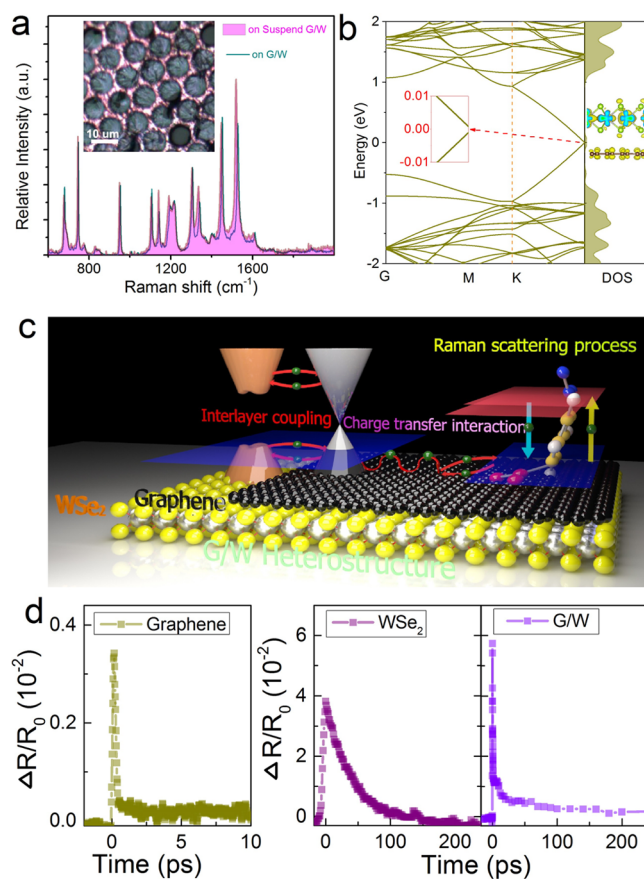 a
on Suspend G/W
on G/W
10 um
Relative Intensity (a.u.)
600
1200
1600
Raman shift (cm⁻¹)
b
2
1
0
-1
-2
Energy (eV)
0.01
0.00
-0.01
G
M
K
DOS
c
Raman scattering process
Interlayer coupling
Charge transfer interaction
WSe₂
Graphene
G/W Heterostructure
d
Graphene
0.4
0.2
0.0
ΔR/R₀ (10⁻²)
0
5
10
Time (ps)
WSe₂
6
4
2
0
ΔR/R₀ (10⁻²)
0
100
200
Time (ps)
G/W
0
100
200
Time (ps)